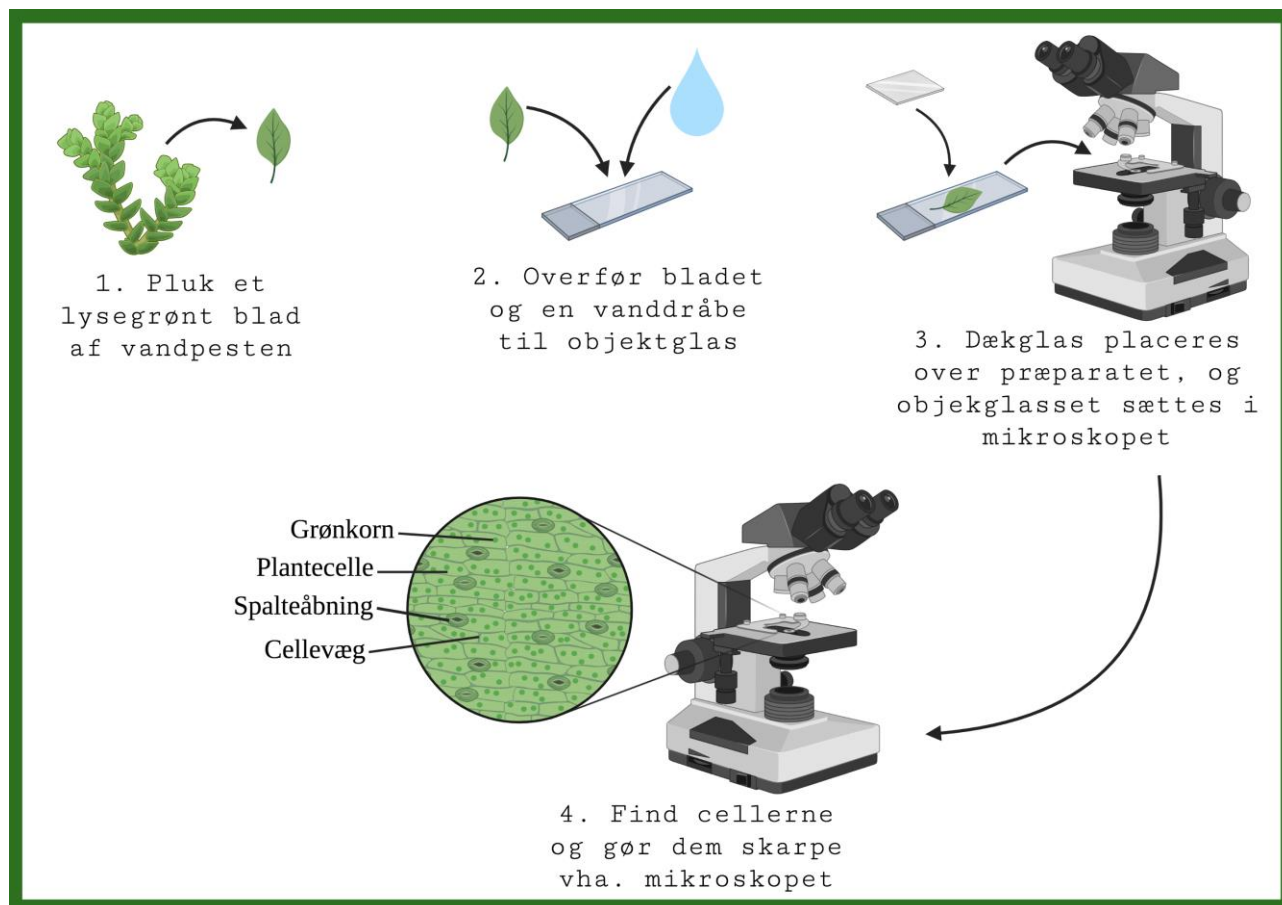 1. Pluk et
lysegrønt blad
af vandpesten
2. Overfør bladet
og en vanddråbe
til objektglas
3. Dækglas placeres
over præparatet, og
objekglasset sættes i
mikroskopet
Grønkorn
Plantecelle
Spalteåbning
Cellevæg
4. Find cellerne
og gør dem skarpe
vha. mikroskopet